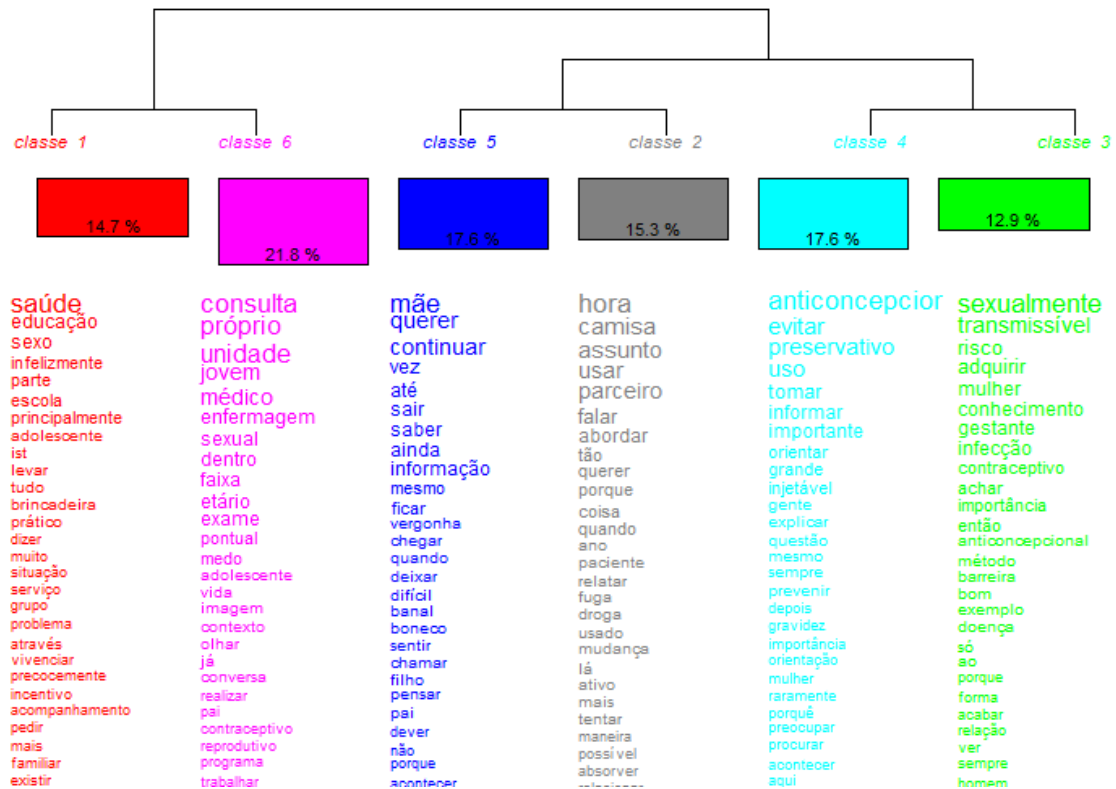 classe 1
classe 6
classe 5
classe 2
classe 4
classe 3
14.7 %
21.8 %
17.6 %
15.3 %
17.6 %
12.9 %
saúde
educação
sexo
infelizmente
parte
escola
principalmente
adolescente
ist
levar
tudo
brincadeira
prático
dizer
muito
situação
serviço
grupo
problema
através
vivenciar
precocemente
incentivo
acompanhamento
pedir
mais
familiar
existir
consulta
próprio
unidade
jovem
médico
enfermagem
sexual
dentro
faixa
etário
exame
pontual
medo
adolescente
vida
imagem
contexto
olhar
já
conversa
realizar
pai
contraceptivo
reprodutivo
programa
trabalhar
mãe
querer
continuar
vez
até
sair
saber
ainda
informação
mesmo
ficar
vergonha
chegar
quando
deixar
difícil
banal
boneco
sentir
chamar
filho
pensar
pai
dever
não
porque
acontecer
hora
camisa
assunto
usar
parceiro
falar
abordar
tão
querer
porque
coisa
quando
ano
paciente
relatar
fuga
droga
usado
mudança
lá
ativo
mais
tentar
maneira
possível
absorver
anticoncepcior
evitar
preservativo
uso
tomar
informar
importante
orientar
grande
injetável
gente
explicar
questão
mesmo
sempre
prevenir
depois
gravidez
importância
orientação
mulher
raramente
porquê
preocupar
procurar
acontecer
aqui
sexualmente
transmissível
risco
adquirir
mulher
conhecimento
gestante
infecção
contraceptivo
achar
importância
então
anticoncepcional
método
barreira
bom
exemplo
doença
só
ao
porque
forma
acabar
relação
ver
sempre
homem